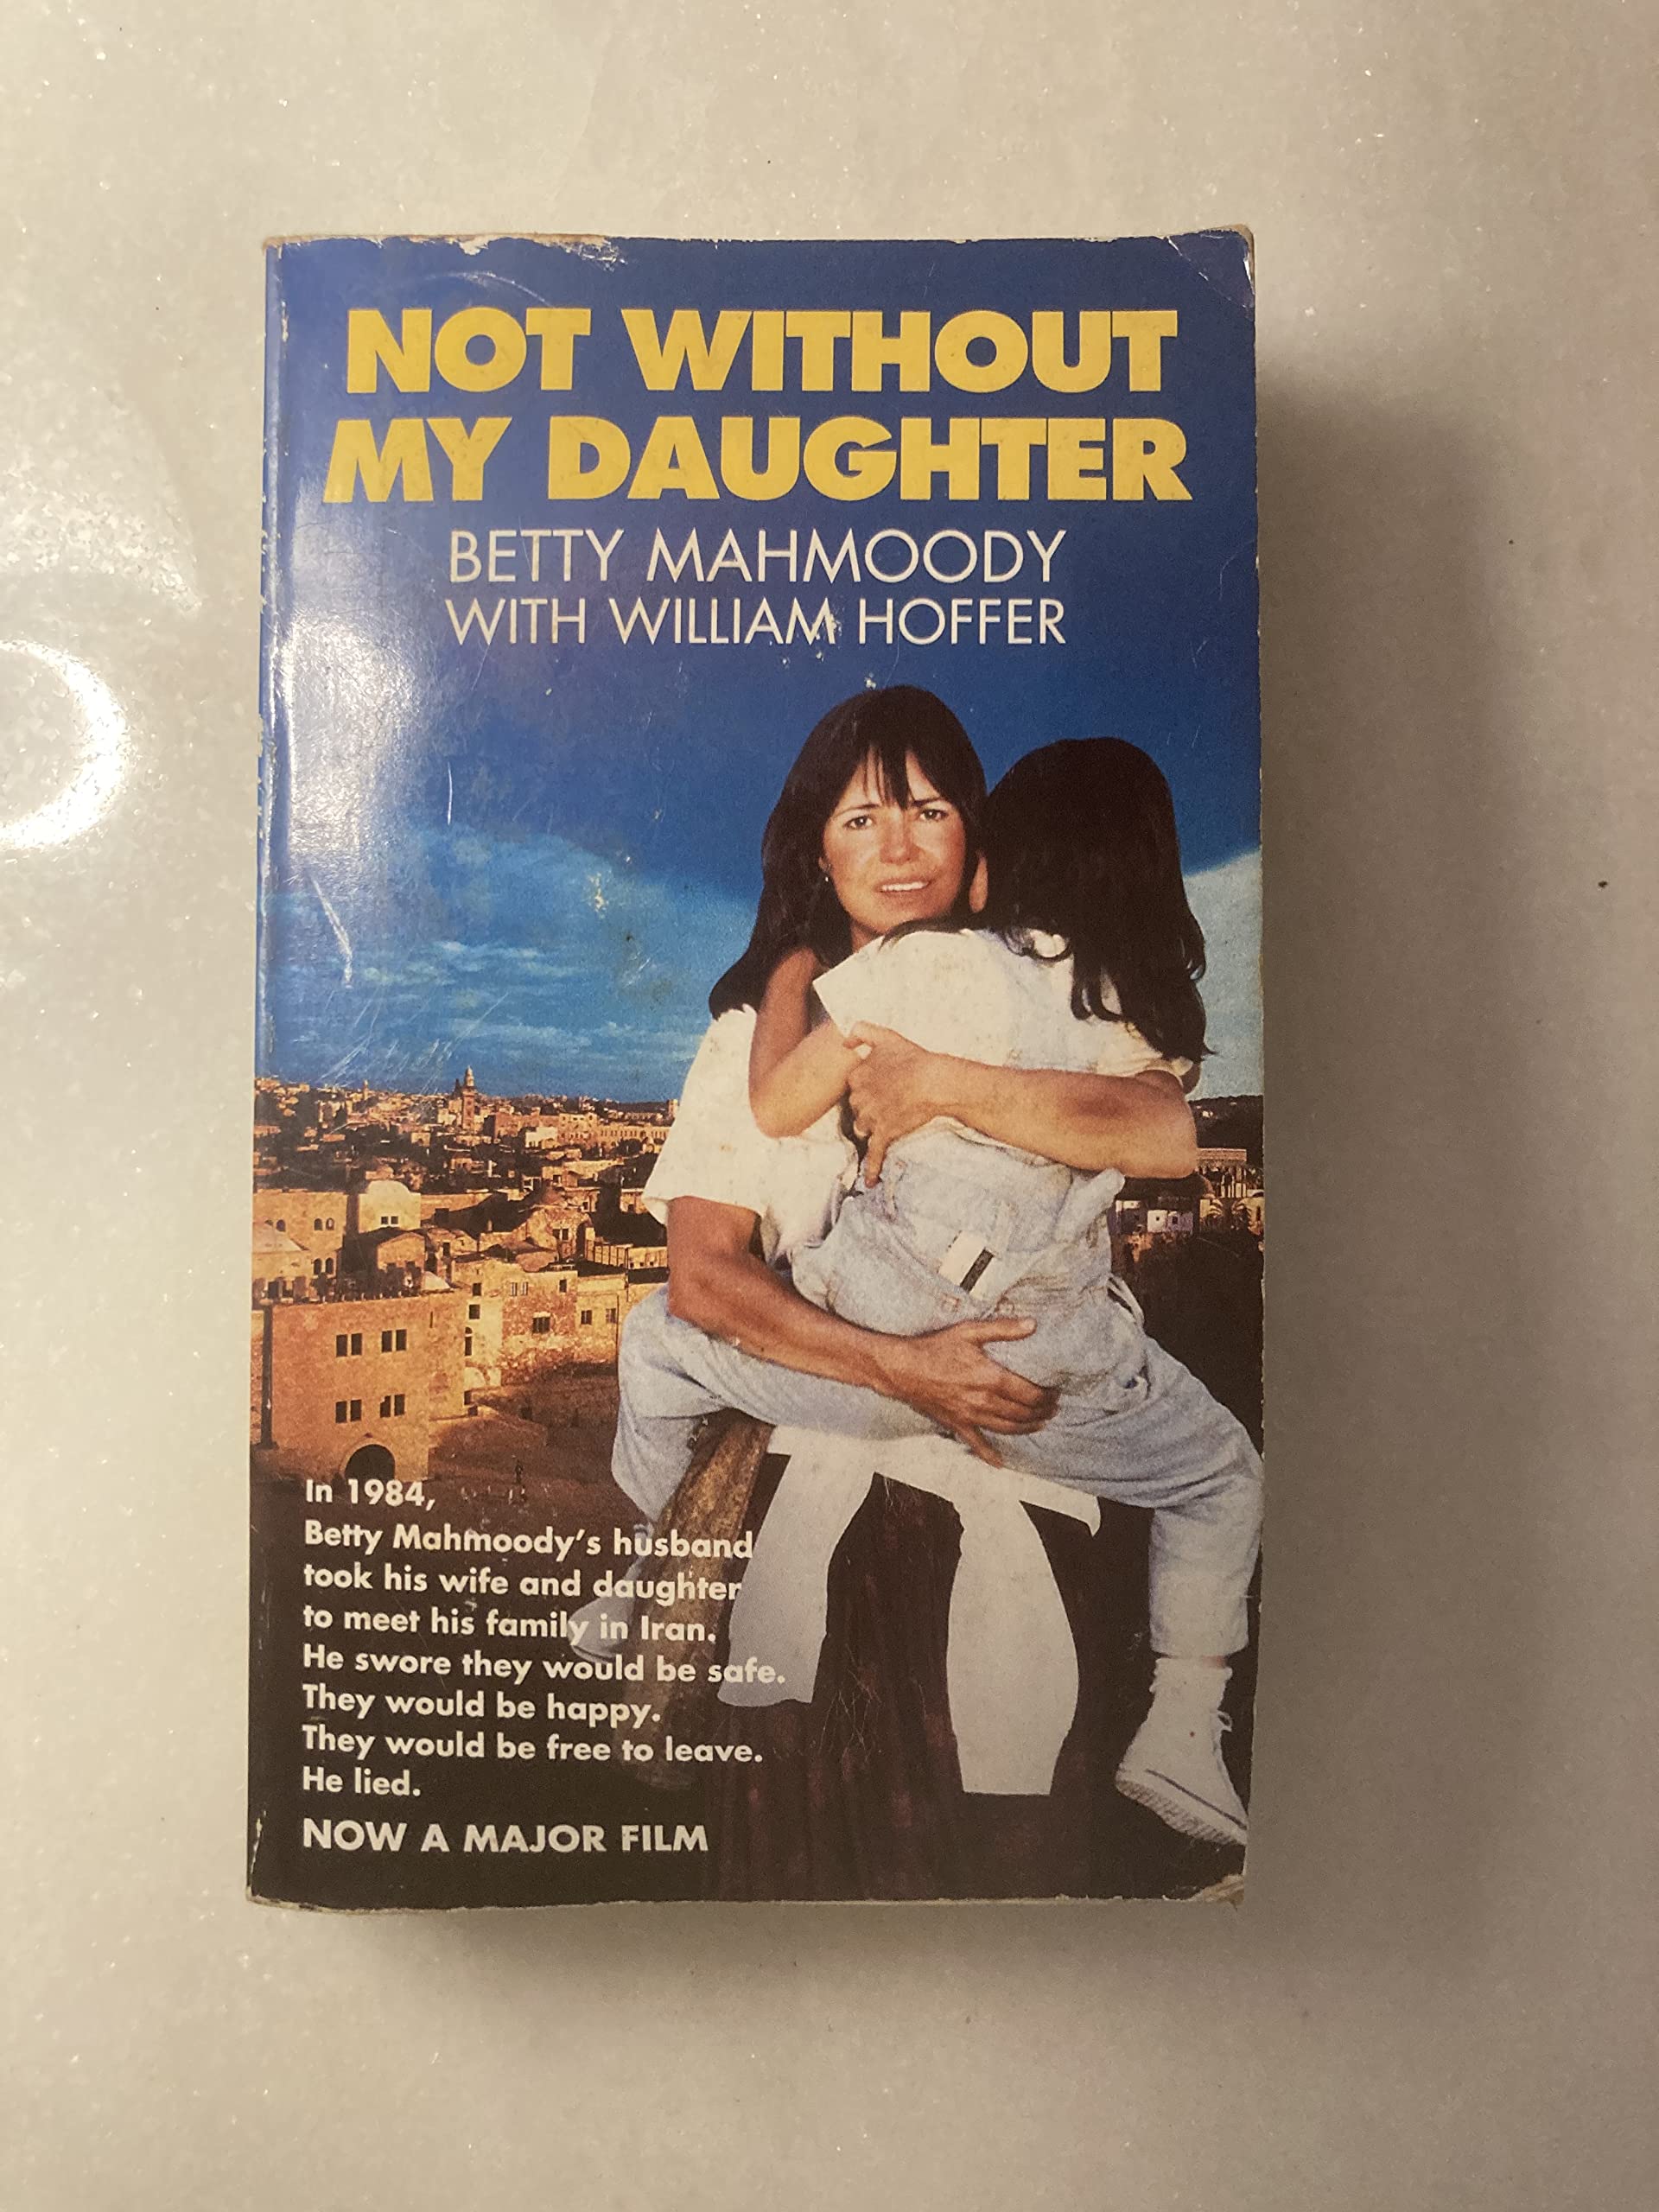 NOT WITHOUT
MY DAUGHTER
BETTY MAHMOODY
WITH WILLIAM HOFFER
In 1984,
Betty Mahmoody's husband
took his wife and daughter
to meet his family in Iran.
He swore they would be safe.
They would be happy.
They would be free to leave.
He lied.
NOW A MAJOR FILM